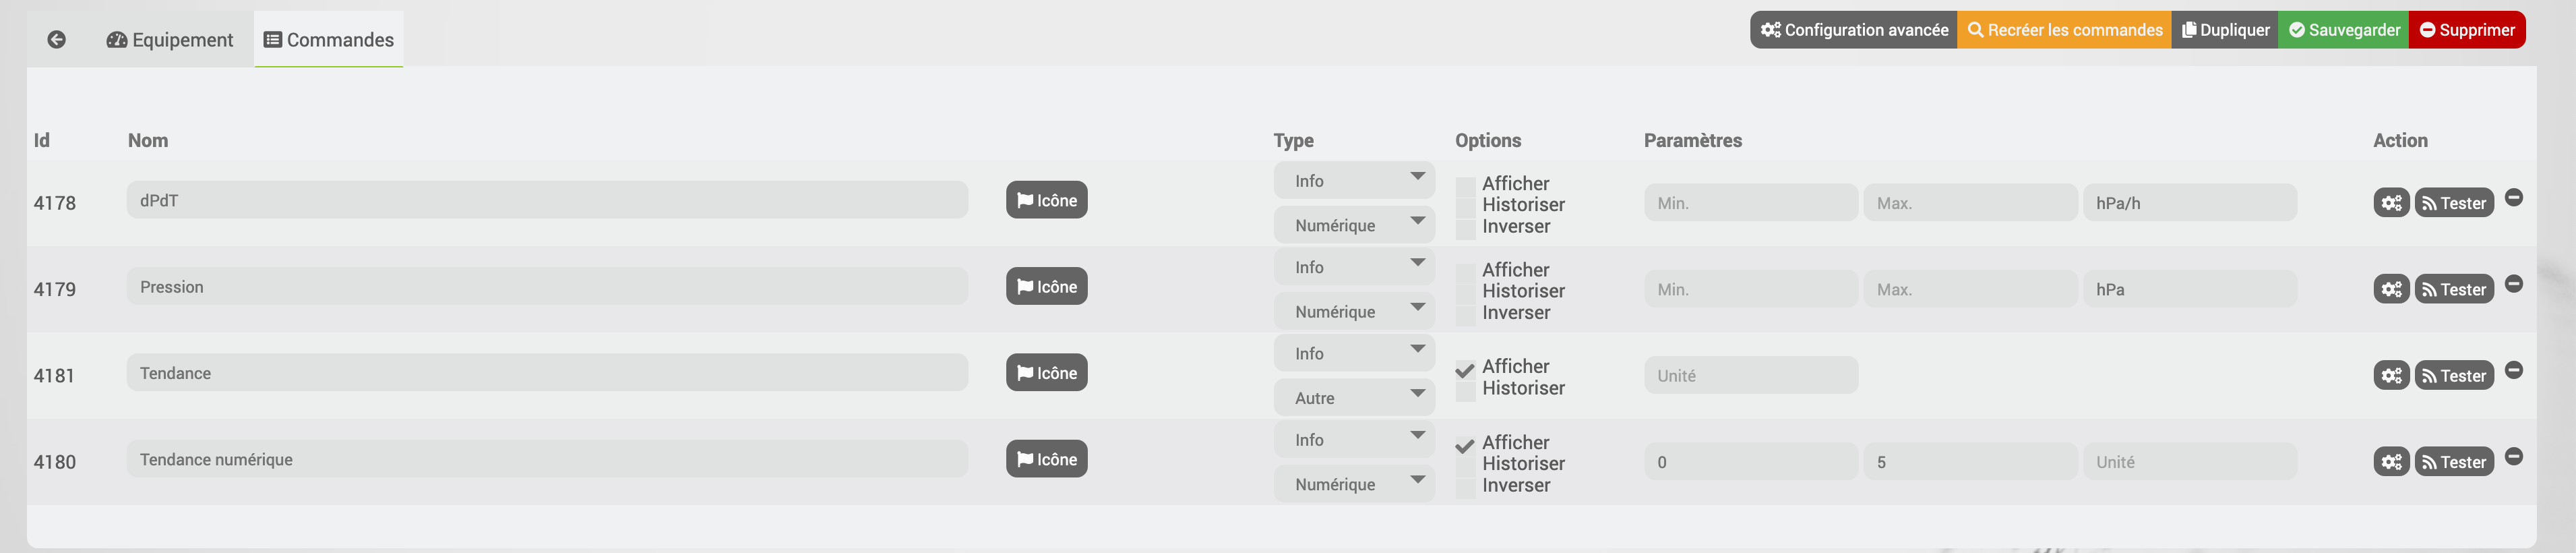 Equipement Commandes Configuration avancée Recréer les commandes Dupliquer Sauvegarder Supprimer
Id Nom Type Options Paramètres Action
4178 dPdT Icône Info Numérique Afficher Historiser Inverser Min. Max. hPa/h Tester
4179 Pression Icône Info Numérique Afficher Historiser Inverser Min. Max. hPa Tester
4181 Tendance Icône Info Autre Afficher Historiser Unité Tester
4180 Tendance numérique Icône Info Numérique Afficher Historiser Inverser 0 5 Unité Tester